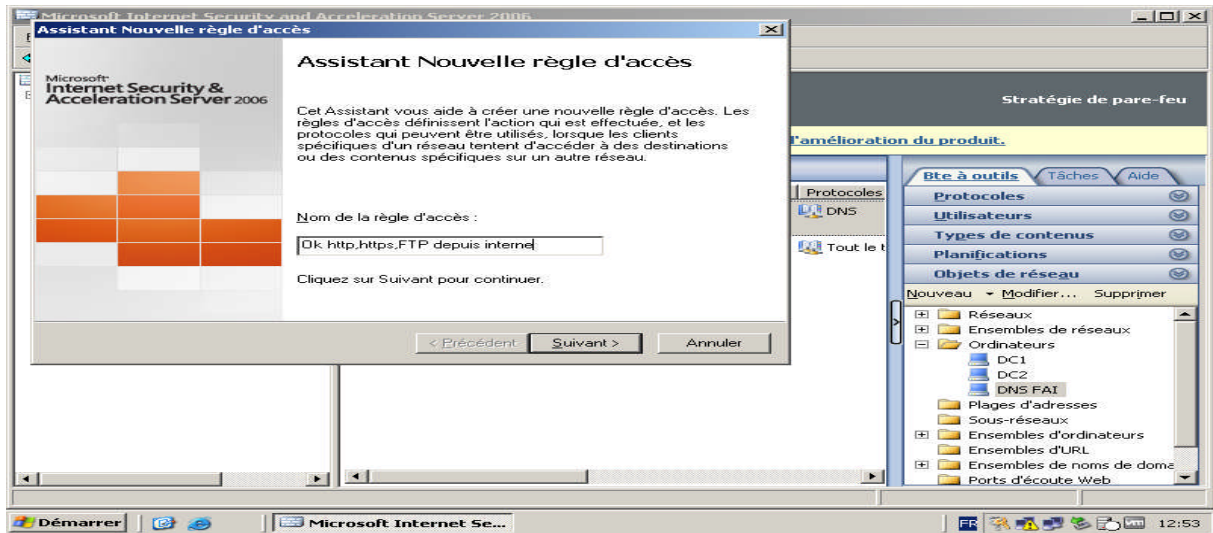 Microsoft Internet Security and Acceleration Server 2006
Assistant Nouvelle règle d'accès
Microsoft
Internet Security &
Acceleration Server 2006
Assistant Nouvelle règle d'accès
Cet Assistant vous aide à créer une nouvelle règle d'accès. Les
règles d'accès définissent l'action qui est effectuée, et les
protocoles qui peuvent être utilisés, lorsque les clients
spécifiques d'un réseau tentent d'accéder à des destinations
ou des contenus spécifiques sur un autre réseau.
Nom de la règle d'accès :
Ok http,https,FTP depuis interne
Cliquez sur Suivant pour continuer.
< Précédent
Suivant >
Annuler
Stratégie de pare-feu
l'amélioration du produit.
Protocoles
DNS
Tout le t
Bte à outils
Tâches
Aide
Protocoles
Utilisateurs
Types de contenus
Planifications
Objets de réseau
Nouveau
Modifier...
Supprimer
Réseaux
Ensembles de réseaux
Ordinateurs
DC1
DC2
DNS FAI
Plages d'adresses
Sous-réseaux
Ensembles d'ordinateurs
Ensembles d'URL
Ensembles de noms de doma
Ports d'écoute Web
Démarrer
Microsoft Internet Se...
FR
12:53